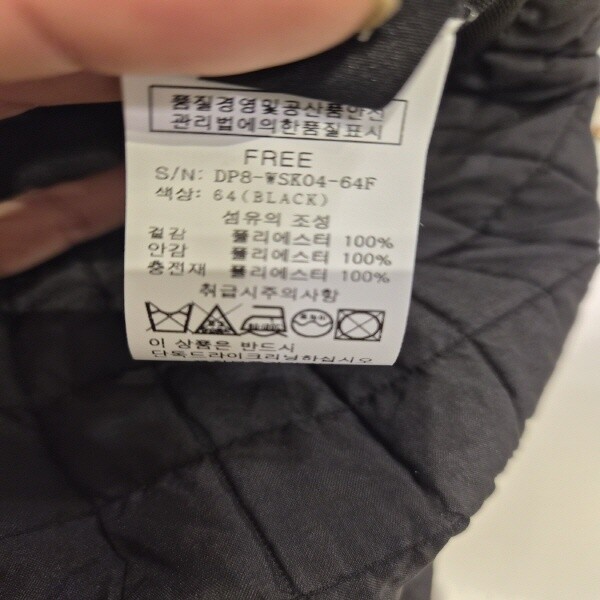 품질경영및공산품안전
관리법에의한품질표시
FREE
S/N: DP8-WSK04-64F
색상: 64(BLACK)
섬유의 조성
겉감 폴리에스터 100%
안감 폴리에스터 100%
충전재 폴리에스터 100%
취급시주의사항
이 상품은 반드시
단독드라이크리닝하십시오